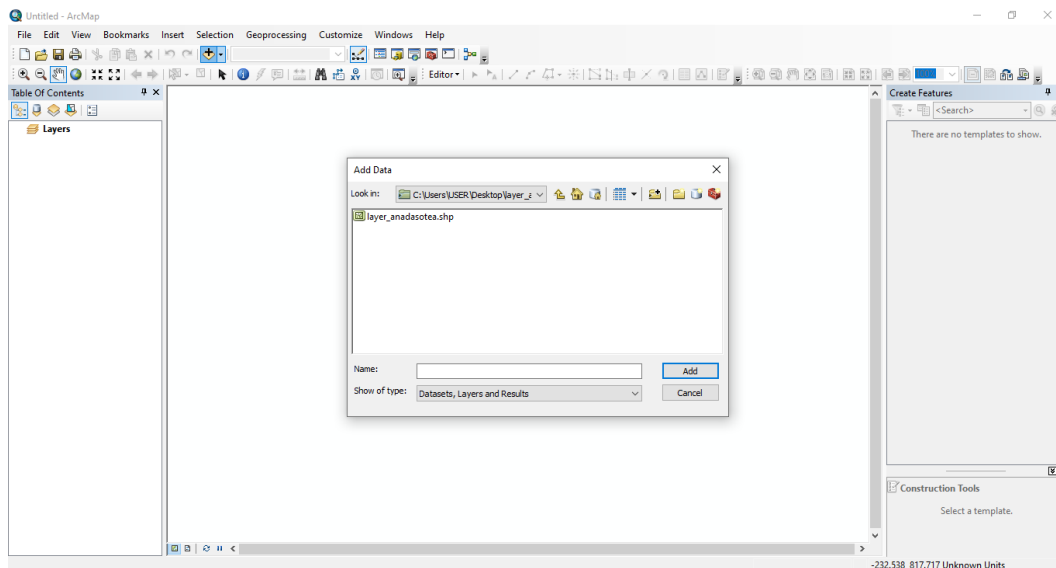 Untitled - ArcMap
File Edit View Bookmarks Insert Selection Geoprocessing Customize Windows Help
Editor
Table Of Contents
Create Features
<Search>
Layers
There are no templates to show.
Add Data
Look in:
C:\Users\USER\Desktop\layer_a
layer_anadasotea.shp
Name:
Add
Show of type:
Datasets, Layers and Results
Cancel
Construction Tools
Select a template.
-232.538 817.717 Unknown Units